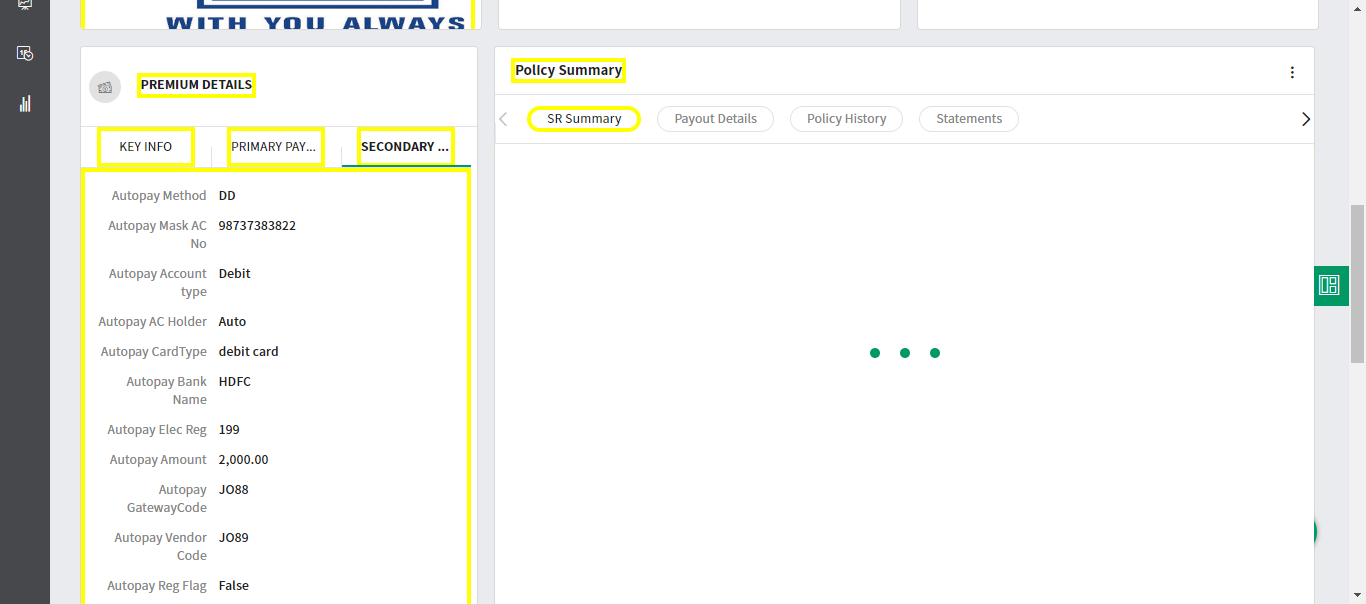 WITH YOU ALWAYS
PREMIUM DETAILS
KEY INFO
PRIMARY PAY...
SECONDARY ...
Autopay Method DD
Autopay Mask AC 98737383822
No
Autopay Account Debit
type
Autopay AC Holder Auto
Autopay CardType debit card
Autopay Bank HDFC
Name
Autopay Elec Reg 199
Autopay Amount 2,000.00
Autopay JO88
GatewayCode
Autopay Vendor JO89
Code
Autopay Reg Flag False
Policy Summary
SR Summary
Payout Details
Policy History
Statements